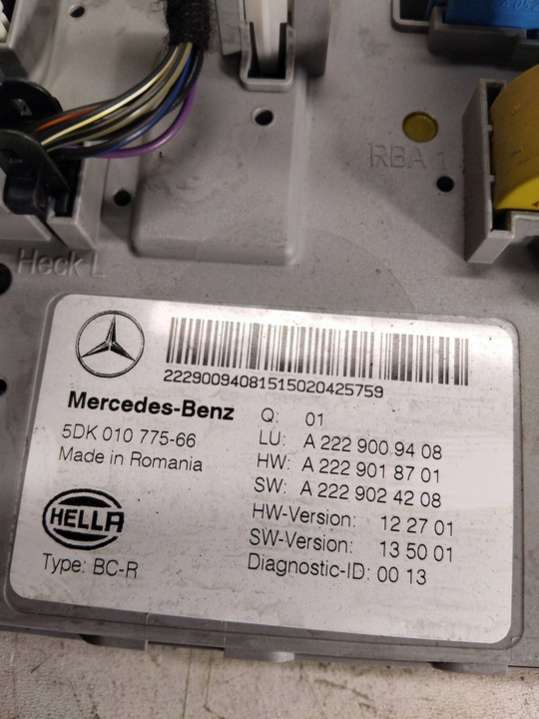 RBA 1
Heck L
22290094081515020425759
Mercedes-Benz
5DK 010 775-66
Made in Romania
HELLA
Type: BC-R
Q: 01
LU: A 222 900 94 08
HW: A 222 901 87 01
SW: A 222 902 42 08
HW-Version: 12 27 01
SW-Version: 13 50 01
Diagnostic-ID: 00 13